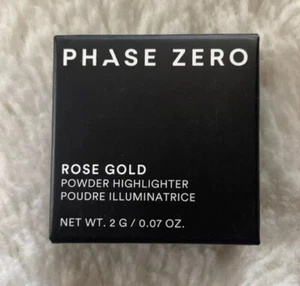 PHASE ZERO
ROSE GOLD
POWDER HIGHLIGHTER
POUDRE ILLUMINATRICE
NET WT. 2 G / 0.07 OZ.